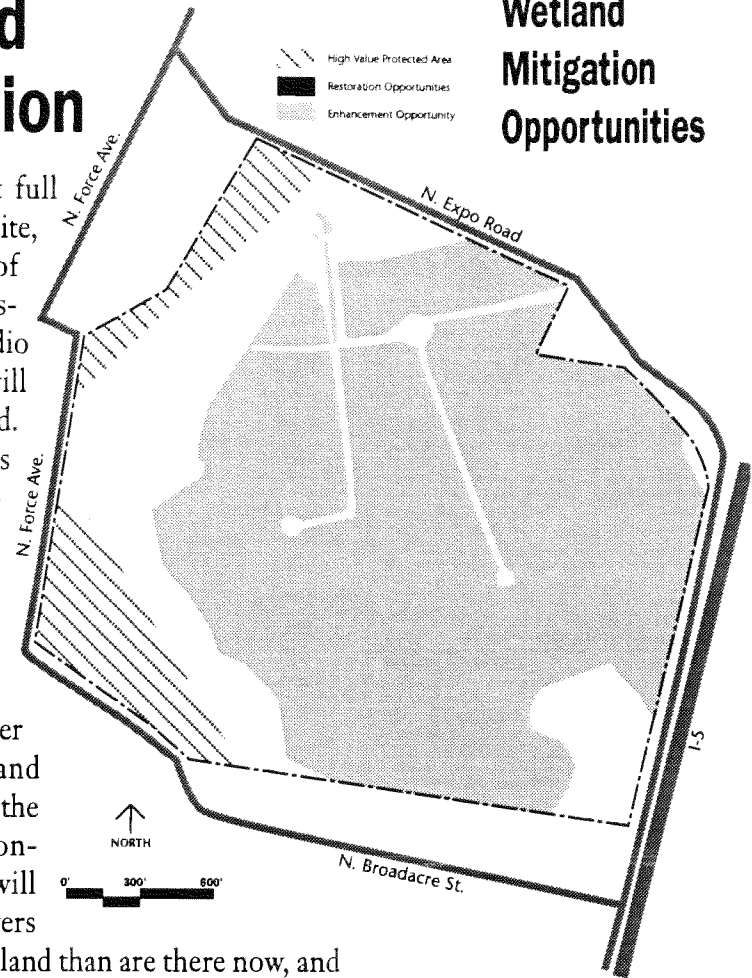 d
ion
Wetland
Mitigation
Opportunities
High Value Protected Area
Restoration Opportunities
Enhancement Opportunity
N. Force Ave.
N. Expo Road
full
ite,
of
s-
dio
ill
d.
s
N. Force Ave.
er
and
the
on-
will
ers
land than are there now, and
I-5
NORTH
0' 300' 600'
N. Broadacre St.